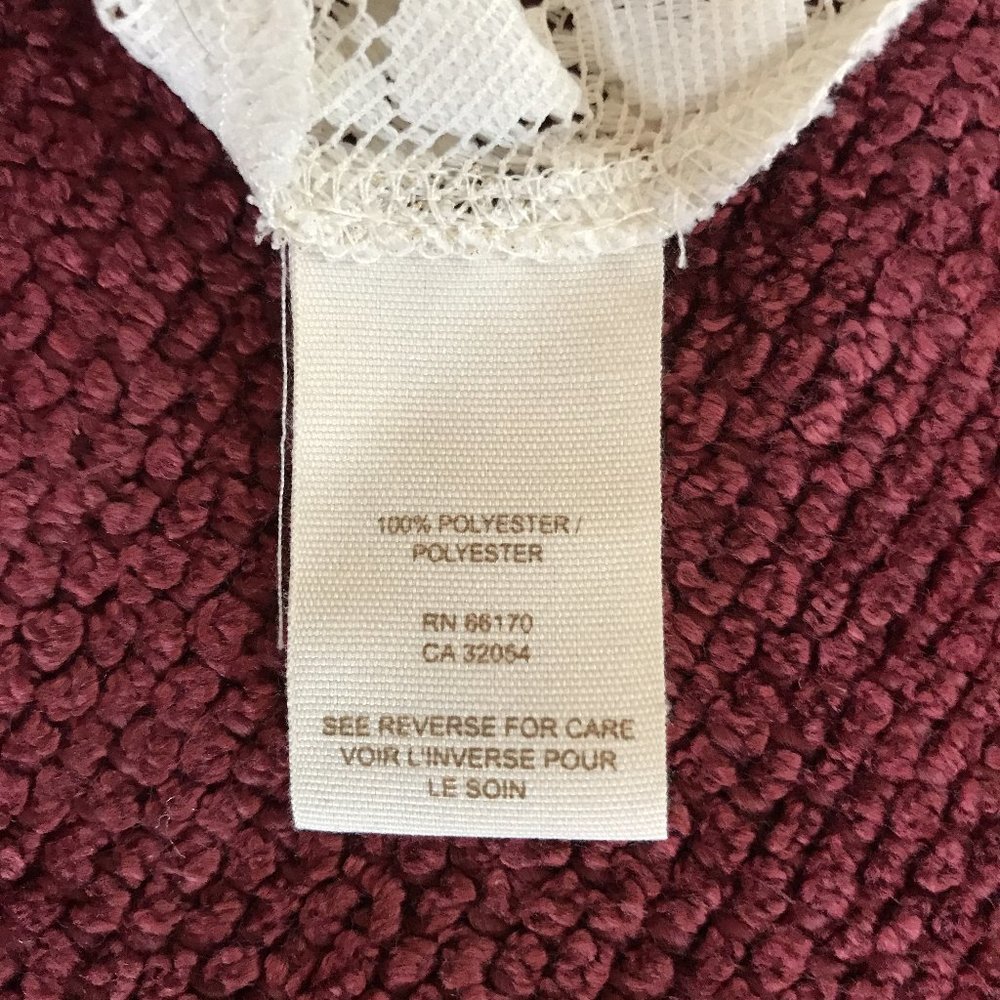 100% POLYESTER /
POLYESTER
RN 66170
CA 32064
SEE REVERSE FOR CARE
VOIR L'INVERSE POUR
LE SOIN